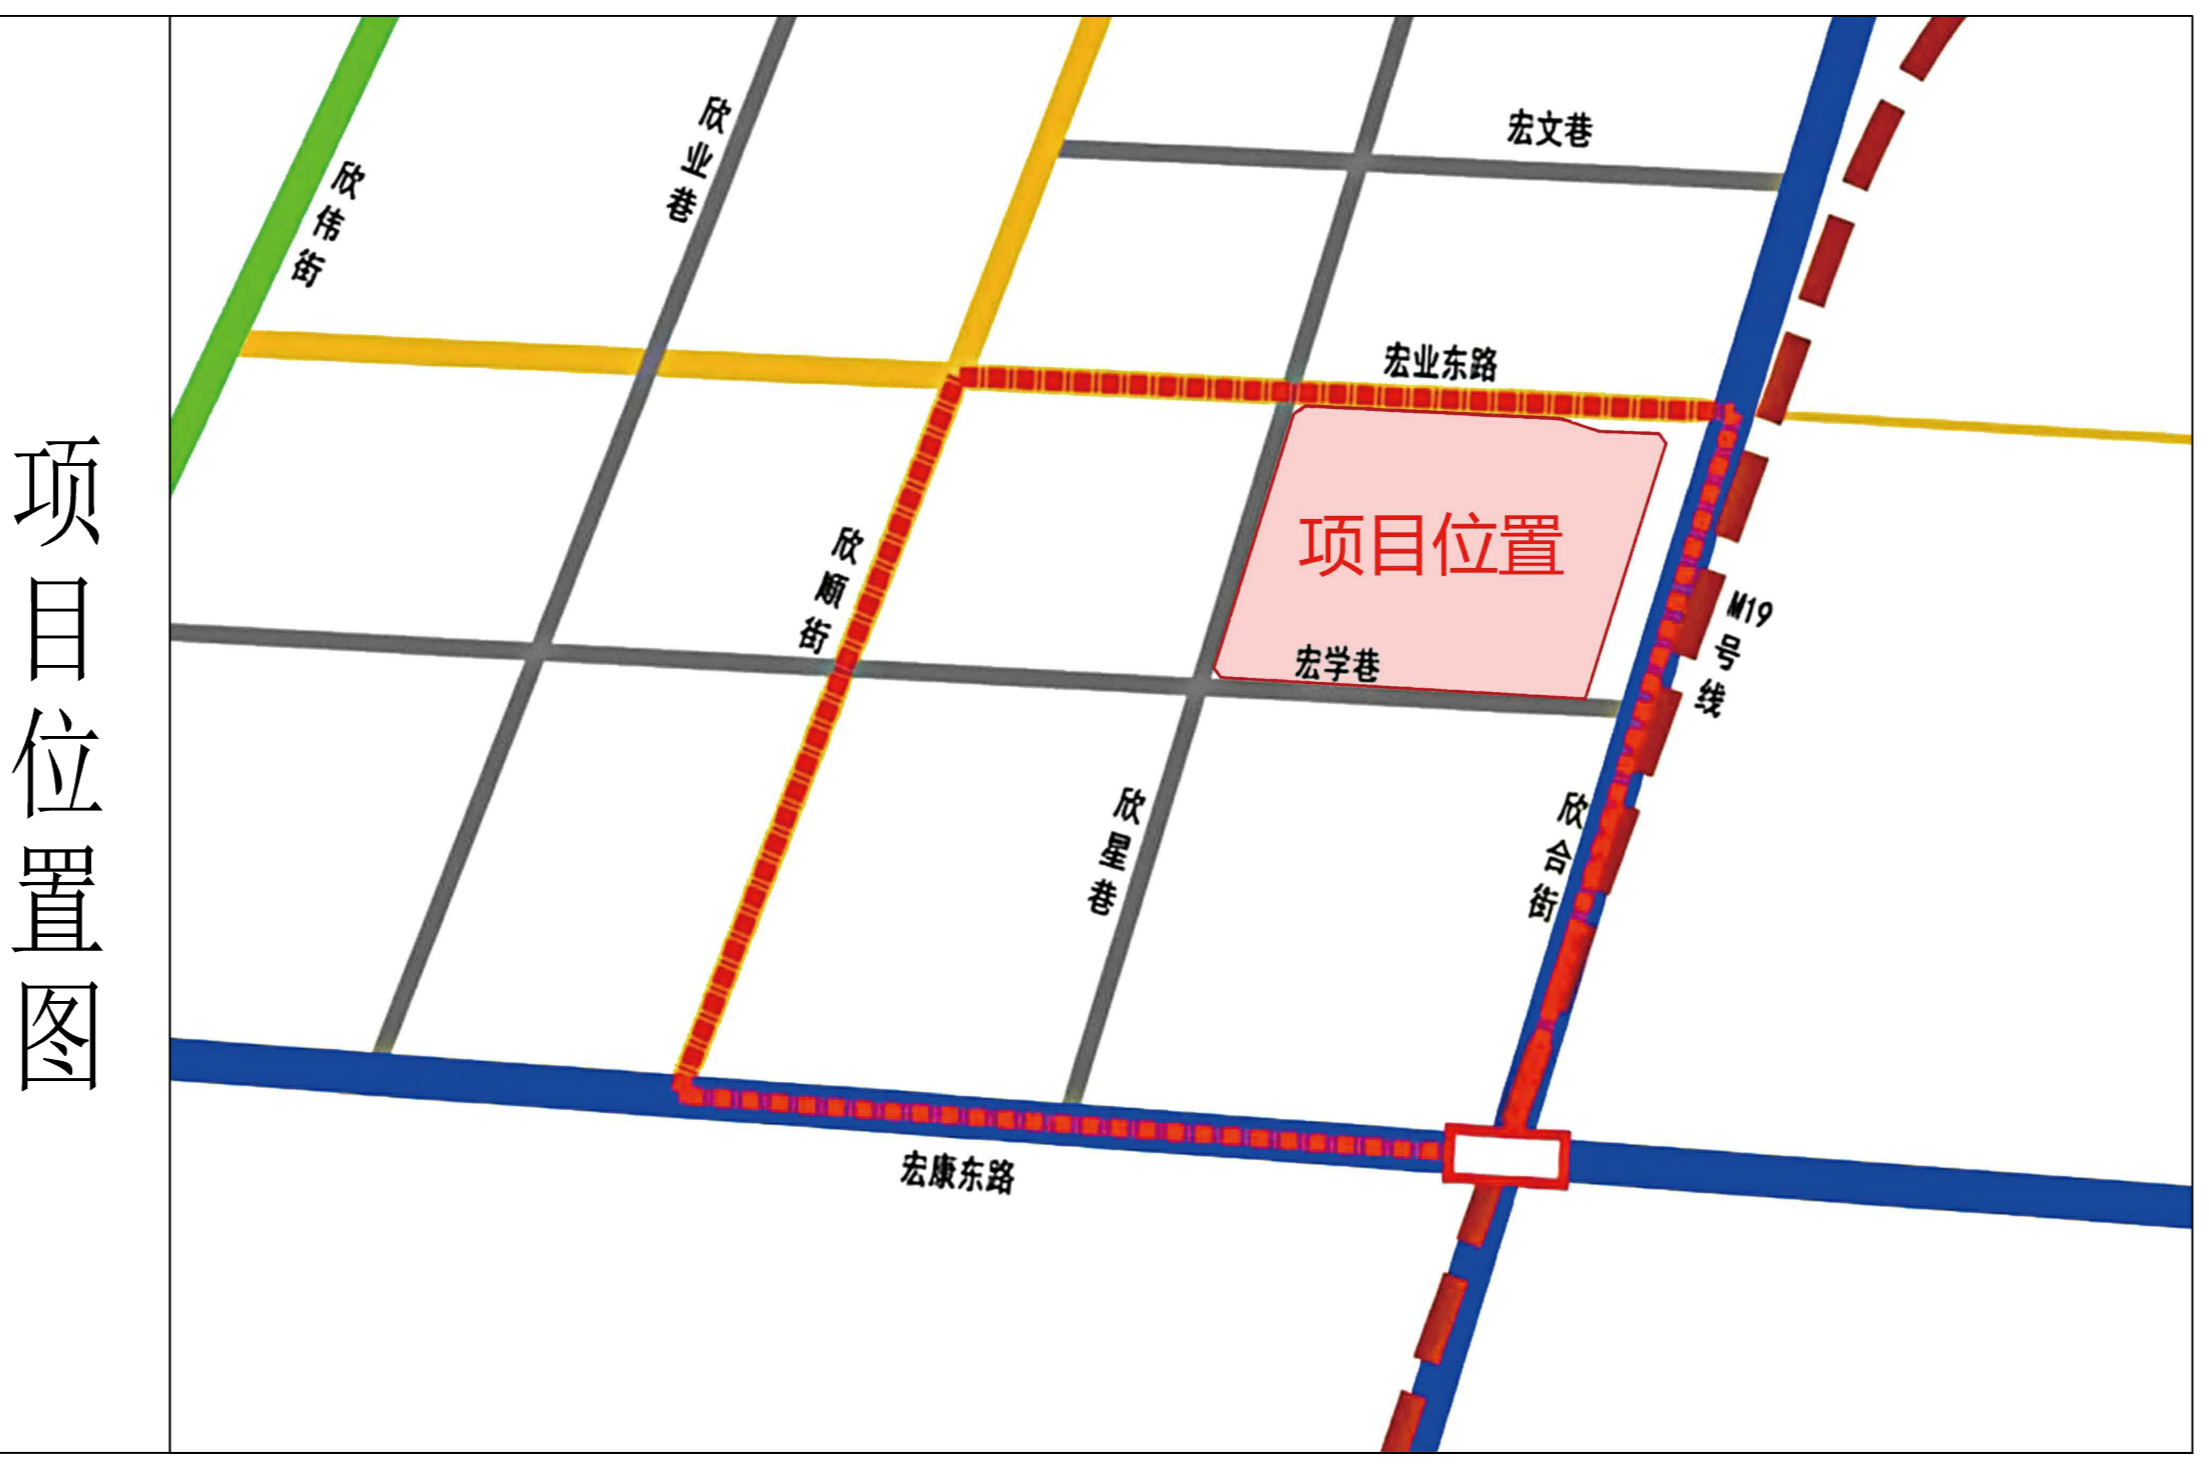 项目位置图
欣伟街
欣业巷
宏文巷
宏业东路
欣顺街
项目位置
宏学巷
M19号线
欣星巷
欣合街
宏康东路